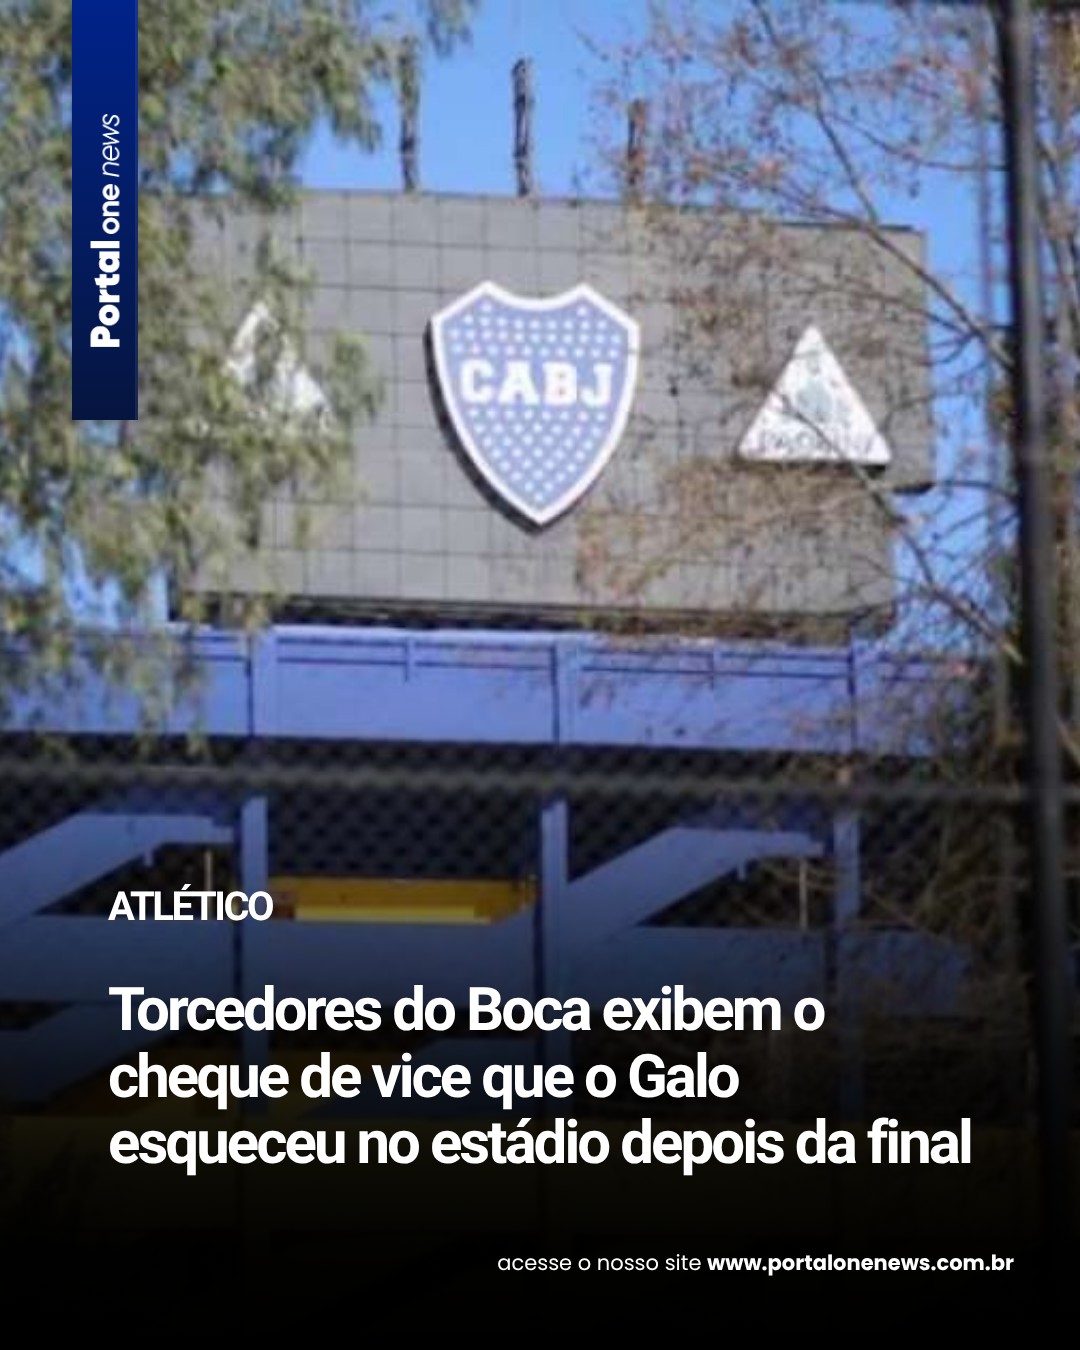 Portal one news
CABJ
ATLÉTICO
Torcedores do Boca exibem o
cheque de vice que o Galo
esqueceu no estádio depois da final
acesse o nosso site www.portalonenews.com.br